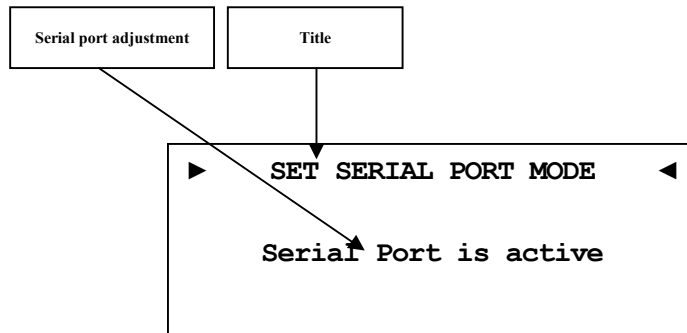 Serial port adjustment
Title
► SET SERIAL PORT MODE ◄
Serial Port is active